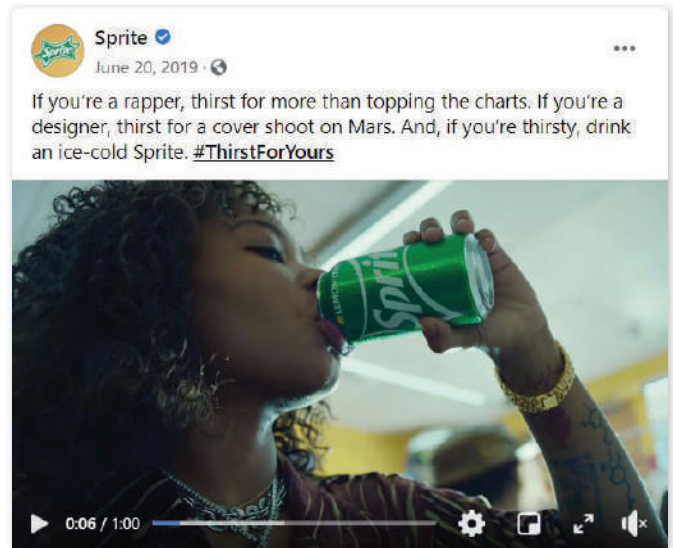 Sprite
Sprite
June 20, 2019
If you're a rapper, thirst for more than topping the charts. If you're a
designer, thirst for a cover shoot on Mars. And, if you're thirsty, drink
an ice-cold Sprite. #ThirstForYours
LEMON
Sprit
0:06 / 1:00